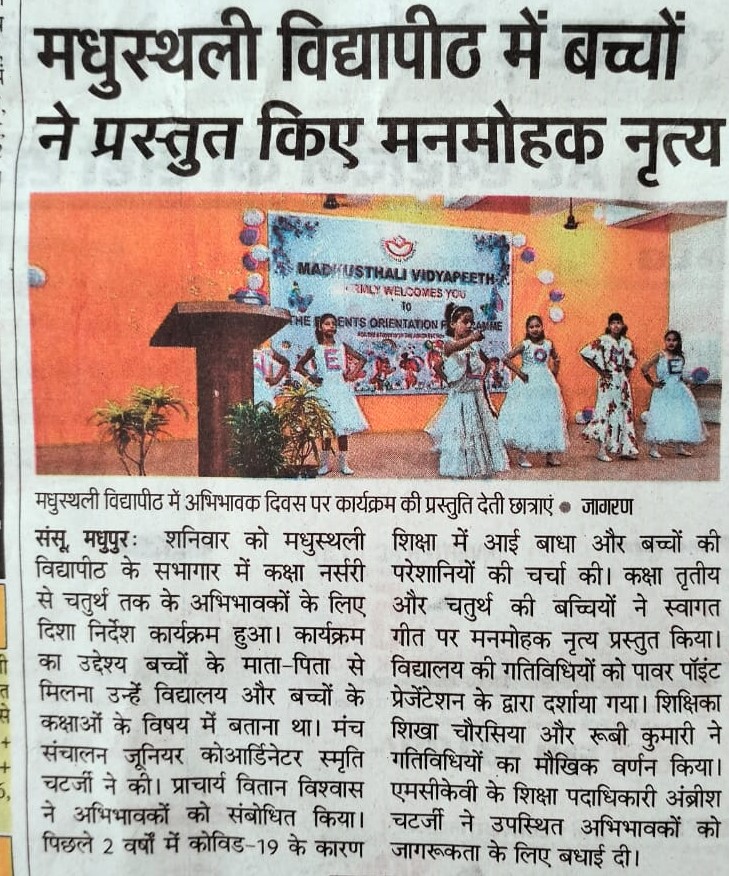 मधुस्थली विद्यापीठ में बच्चों
ने प्रस्तुत किए मनमोहक नृत्य
MADHUSTHALI VIDYAPEETH
RMLY WELCOMES YOU
TO
THE P ENTS ORIENTATION P AMME
E
L
O
E
मधुस्थली विद्यापीठ में अभिभावक दिवस पर कार्यक्रम की प्रस्तुति देती छात्राएं ● जागरण
संसू, मधुपुर: शनिवार को मधुस्थली
विद्यापीठ के सभागार में कक्षा नर्सरी
से चतुर्थ तक के अभिभावकों के लिए
दिशा निर्देश कार्यक्रम हुआ। कार्यक्रम
का उद्देश्य बच्चों के माता-पिता से
मिलना उन्हें विद्यालय और बच्चों के
कक्षाओं के विषय में बताना था। मंच
संचालन जूनियर कोआर्डिनेटर स्मृति
चटर्जी ने की। प्राचार्य वितान विश्वास
ने अभिभावकों को संबोधित किया।
पिछले 2 वर्षों में कोविड-19 के कारण
शिक्षा में आई बाधा और बच्चों की
परेशानियों की चर्चा की। कक्षा तृतीय
और चतुर्थ की बच्चियों ने स्वागत
गीत पर मनमोहक नृत्य प्रस्तुत किया।
विद्यालय की गतिविधियों को पावर पॉइंट
प्रेजेंटेशन के द्वारा दर्शाया गया। शिक्षिका
शिखा चौरसिया और रूबी कुमारी ने
गतिविधियों का मौखिक वर्णन किया।
एमसीकेवी के शिक्षा पदाधिकारी अंब्रीश
चटर्जी ने उपस्थित अभिभावकों को
जागरूकता के लिए बधाई दी।